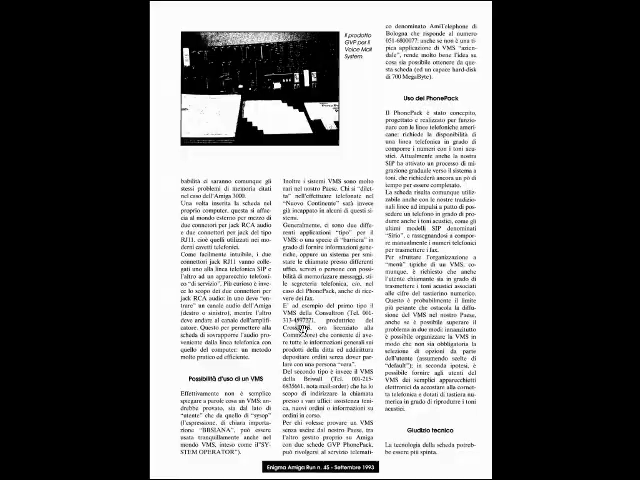 Il prodotto
GVP per il
Voice Mail
System.
babilità ci saranno comunque gli
stessi problemi di memoria citati
nel caso dell'Amiga 3000.
Una volta inserita la scheda nel
proprio computer, questa si affac-
cia al mondo esterno per mezzo di
due connettori per jack RCA audio
e due connettori per jack del tipo
RJ11, cioè quelli utilizzati nei mo-
derni cavetti telefonici.
Come facilmente intuibile, i due
connettori jack RJ11 vanno colle-
gati uno alla linea telefonica SIP e
l'altro ad un apparecchio telefoni-
co "di servizio". Più curioso è inve-
ce lo scopo dei due connettori per
jack RCA audio: in uno deve "en-
trare" un canale audio dell'Amiga
(destro o sinistro), mentre l'altro
deve andare al canale dell'amplifi-
catore. Questo per permettere alla
scheda di sovrapporre l'audio pro-
veniente dalla linea telefonica con
quello del computer: un metodo
molto pratico ed efficiente.
Possibilità d'uso di un VMS
Effettivamente non è semplice
spiegare a parole cosa un VMS: an-
drebbe provato, sia dal lato di
"utente" che da quello di "sysop"
(l'espressione, di chiara importa-
zione "BBSIANA", può essere
usata tranquillamente anche nel
mondo VMS, inteso come il "SY-
STEM OPERATOR").
Inoltre i sistemi VMS sono molto
rari nel nostro Paese. Chi si "dilet-
ta" nell'effettuare telefonate nel
"Nuovo Continente" sarà invece
già incappato in alcuni di questi si-
stemi.
Generalmente, ci sono due diffe-
renti applicazioni "tipo" per il
VMS: o una specie di "barriera" in
grado di fornire informazioni gene-
riche, oppure un sistema per smi-
stare le chiamate presso differenti
uffici, servizi o persone con possi-
bilità di memorizzare messaggi, sti-
le segreteria telefonica, e/o, nel
caso del PhonePack, anche di rice-
vere dei fax.
E' ad esempio del primo tipo il
VMS della Consultron (Tel. 001-
313-4597271, produttrice del
ora licenziato alla
che consente di ave-
re tutte le informazioni generali sui
prodotti della ditta ed addirittura
depositare ordini senza dover par-
lare con una persona "vera".
Del secondo tipo è invece il VMS
della Briwall (Tel. 001-215-
6835661, nota mail-order) che ha lo
scopo di indirizzare la chiamata
presso i vari uffici: assistenza tecni-
ca, nuovi ordini o informazioni su
ordini in corso.
Per chi volesse provare un VMS
senza uscire dal nostro Paese, tra
l'altro gestito proprio su Amiga
con due schede GVP PhonePack,
può rivolgersi al servizio telemati-
co denominato AmiTelephone di
Bologna che risponde al numero
051-6800077: anche se non è una ti-
pica applicazione di VMS "azien-
dale", rende molto bene l'idea su
cosa sia possibile ottenere da que-
sta scheda (ed un capace hard-disk
di 700 MegaByte).
Uso del PhonePack
Il PhonePack è stato concepito,
progettato e realizzato per funzio-
nare con le linee telefoniche ameri-
cane: richiede la disponibilità di
una linea telefonica in grado di
comporre i numeri con i toni acu-
stici. Attualmente anche la nostra
SIP ha attivato un processo di mi-
grazione graduale verso il sistema a
toni, che richiederà ancora un po di
tempo per essere completato.
La scheda risulta comunque utiliz-
zabile anche con le nostre tradizio-
nali linee ad impulsi a patto di pos-
sedere un telefono in grado di pro-
durre anche i toni acustici, come gli
ultimi modelli SIP denominati
"Sirio", e rassegnandosi a compor-
re manualmente i numeri telefonici
per trasmettere i fax.
Per sfruttare l'organizzazione a
"menù" tipiche di un VMS, co-
munque, è richiesto che anche
l'utente chiamante sia in grado di
trasmettere i toni acustici associati
alle cifre del tastierino numerico.
Questo è probabilmente il limite
più pesante che ostacola la diffu-
sione del VMS nel nostro Paese,
anche se è possibile superare il
problema in due modi: innanzitutto
è possibile organizzare la VMS in
modo che non sia obbligatoria la
selezione di opzioni da parte
dell'utente (assumendo scelte di
"default"); in seconda ipotesi, è
possibile fornire agli utenti del
VMS dei semplici apparecchietti
elettronici da accostare alla cornet-
ta telefonica e dotati di tastiera nu-
merica in grado di riprodurre i toni
acustici.
Giudizio tecnico
La tecnologia della scheda potreb-
be essere più spinta.
Enigma Amiga Run n. 45 - Settembre 1993